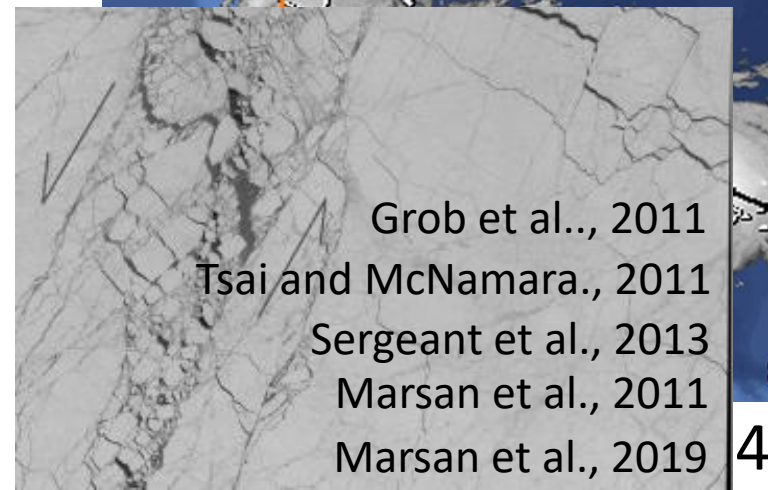 Grob et al.., 2011
Tsai and McNamara., 2011
Sergeant et al., 2013
Marsan et al., 2011
Marsan et al., 2019
4